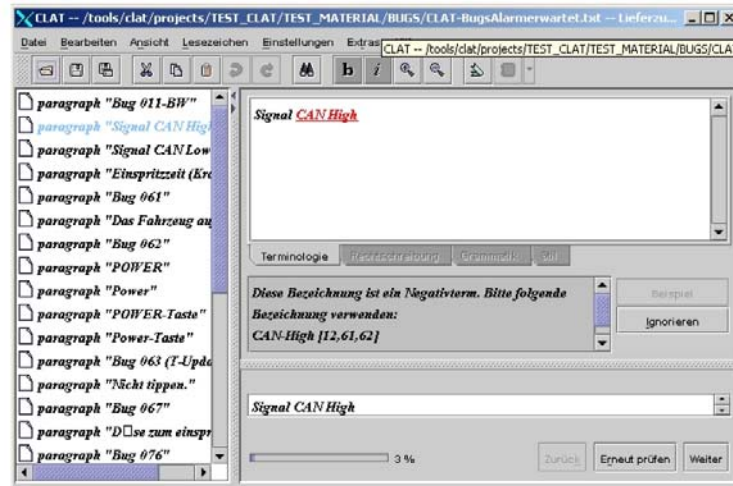 CLAT -- /tools/clat/projects/TEST_CLAT/TEST_MATERIAL/BUGS/CLAT-BugsAlarmerwartet.txt -- Lieferzu...
Datei Bearbeiten Ansicht Lesezeichen Einstellungen Extras
CLAT -- /tools/clat/projects/TEST_CLAT/TEST_MATERIAL/BUGS/CLA
b i
paragraph "Bug 011-BW"
paragraph "Signal CAN High
paragraph "Signal CAN Low
paragraph "Einspritzzeit (Kra
paragraph "Bug 061"
paragraph "Das Fahrzeug au
paragraph "Bug 062"
paragraph "POWER"
paragraph "Power"
paragraph "POWER-Taste"
paragraph "Power-Taste"
paragraph "Bug 063 (T-Upda
paragraph "Nicht tippen."
paragraph "Bug 067"
paragraph "D□se zum einspr
paragraph "Bug 076"
Signal CAN High
Terminologie Rechtschreibung Grammatik Stil
Diese Bezeichnung ist ein Negativterm. Bitte folgende
Bezeichnung verwenden:
CAN-High [12,61,62]
Beispiel
Ignorieren
Signal CAN High
3 %
Zurück Erneut prüfen Weiter